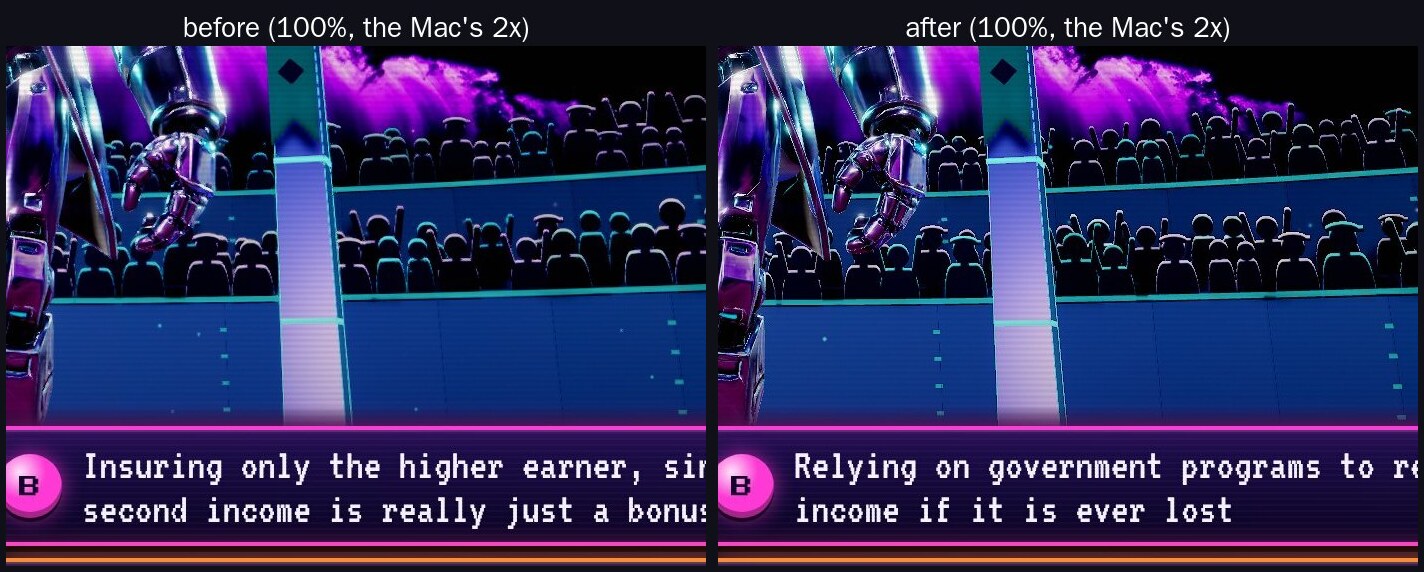 before (100%, the Mac's 2x)
after (100%, the Mac's 2x)
B
Insuring only the higher earner,
second income is really just a bonus
B
Relying on government programs to
income if it is ever lost